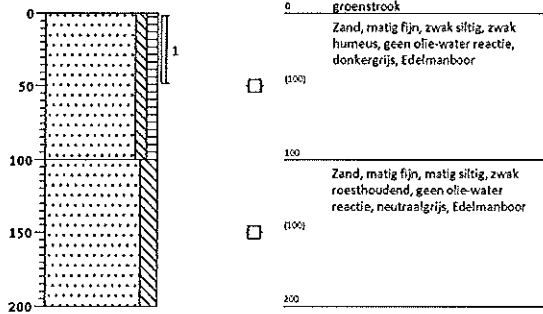 0
50
100
150
200
1
0 groenstrook
Zand, matig fijn, zwak siltig, zwak
humeus, geen olie-water reactie,
donkergrijs, Edelmanboor
(100)
100
Zand, matig fijn, matig siltig, zwak
roesthoudend, geen olie-water
reactie, neutraalgrijs, Edelmanboor
(100)
200